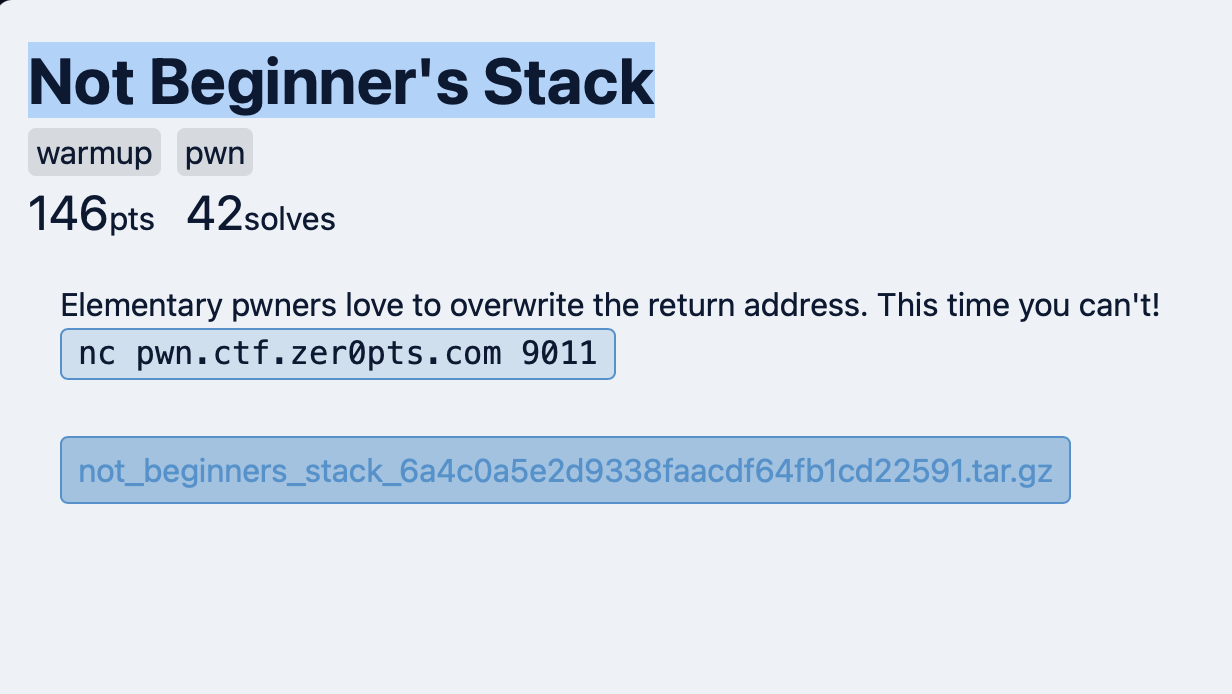 Not Beginner's Stack
warmup pwn
146pts 42solves
Elementary pwners love to overwrite the return address. This time you can't!
nc pwn.ctf.zer0pts.com 9011
not_beginners_stack_6a4c0a5e2d9338faacdf64fb1cd22591.tar.gz